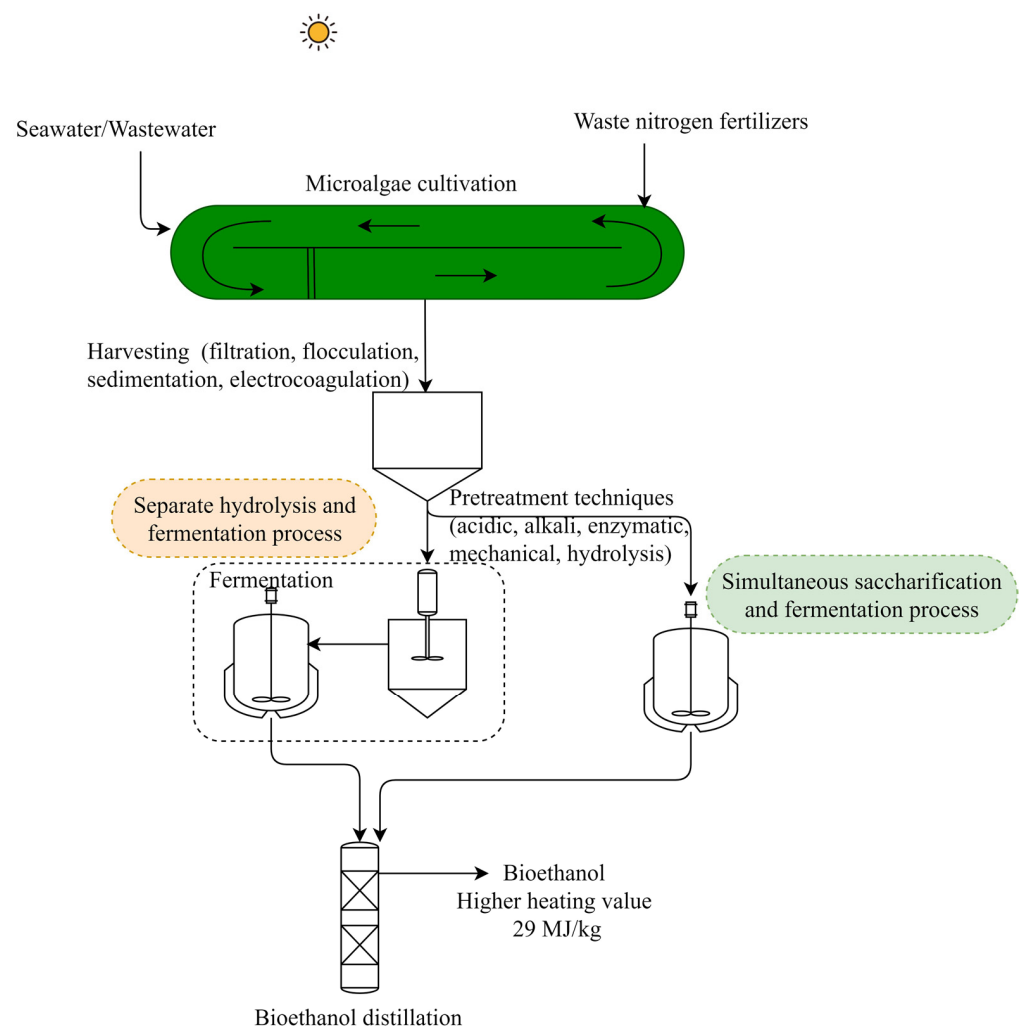 Seawater/Wastewater
Waste nitrogen fertilizers
Microalgae cultivation
Harvesting (filtration, flocculation,
sedimentation, electrocoagulation)
Separate hydrolysis and
fermentation process
Pretreatment techniques
(acidic, alkali, enzymatic,
mechanical, hydrolysis)
Fermentation
Simultaneous saccharification
and fermentation process
Bioethanol
Higher heating value
29 MJ/kg
Bioethanol distillation